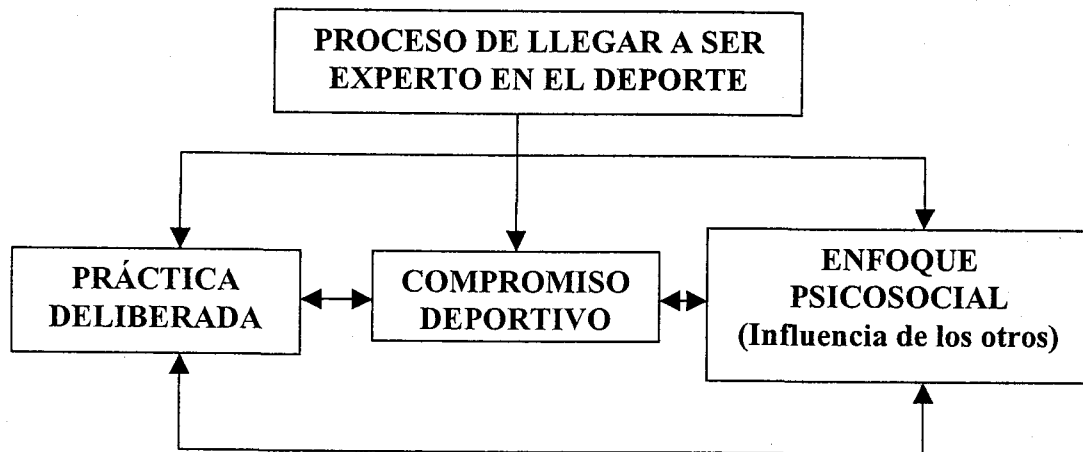 PROCESO DE LLEGAR A SER
EXPERTO EN EL DEPORTE
PRÁCTICA
DELIBERADA
COMPROMISO
DEPORTIVO
ENFOQUE
PSICOSOCIAL
(Influencia de los otros)